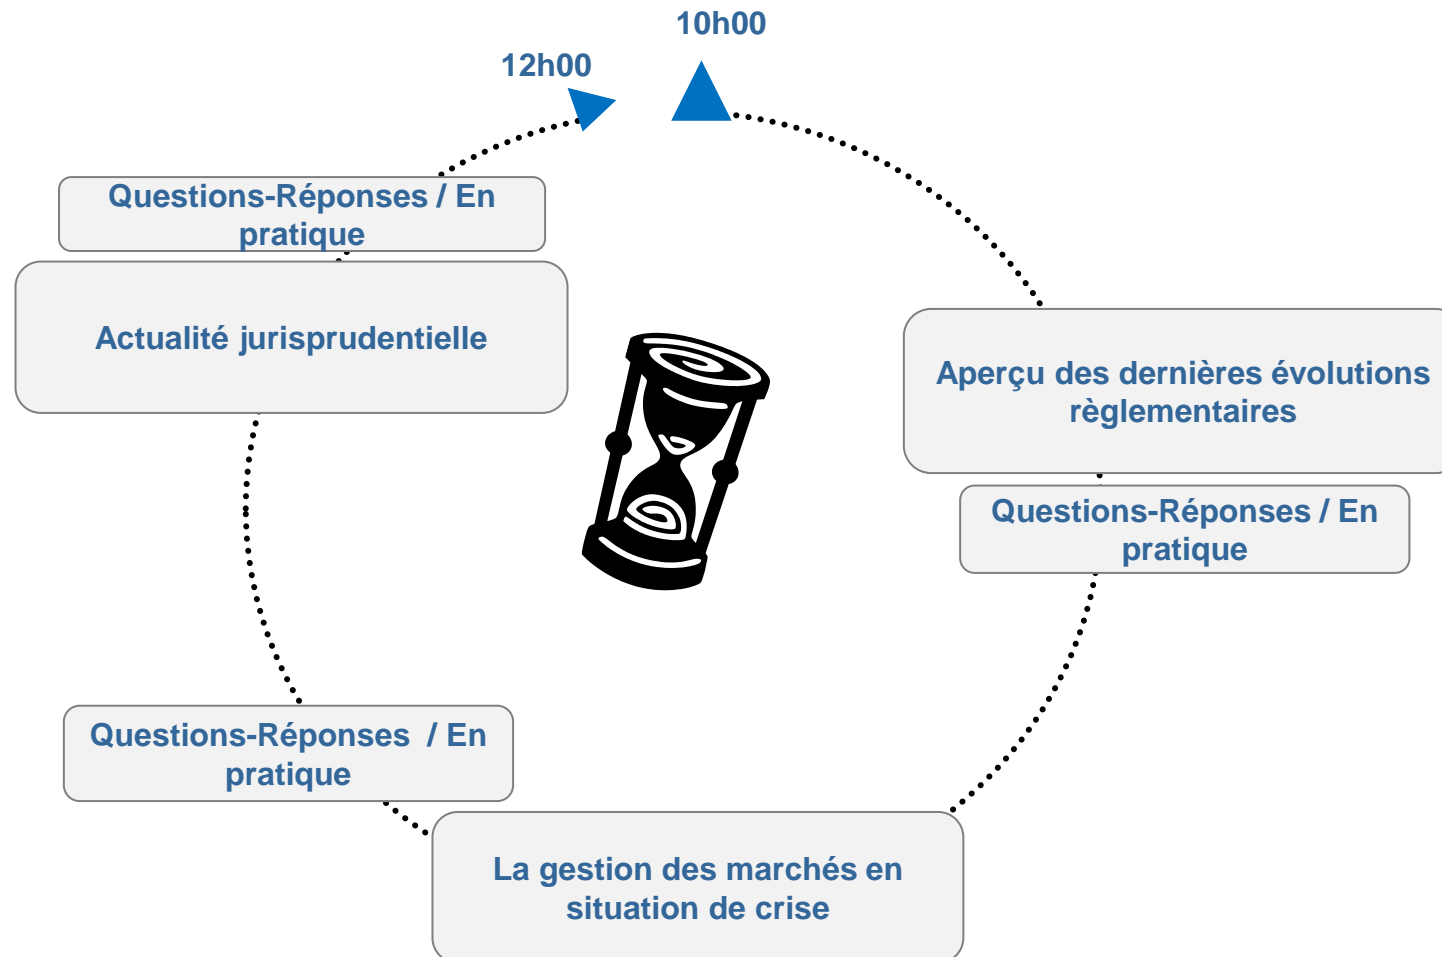 10h00
12h00
Questions-Réponses / En
pratique
Actualité jurisprudentielle
Aperçu des dernières évolutions
règlementaires
Questions-Réponses / En
pratique
Questions-Réponses / En
pratique
La gestion des marchés en
situation de crise